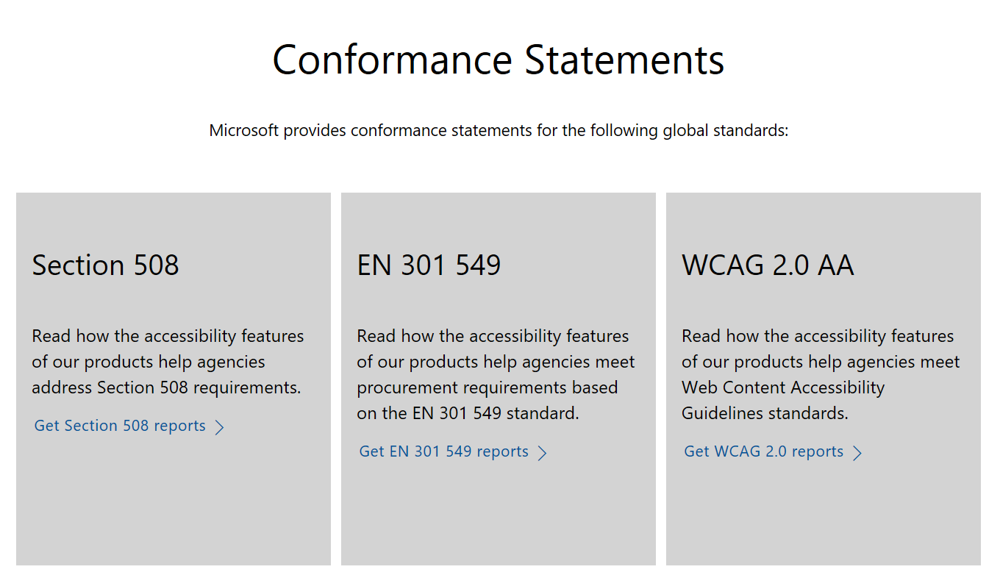 Conformance Statements
Microsoft provides conformance statements for the following global standards:
Section 508
Read how the accessibility features
of our products help agencies
address Section 508 requirements.
Get Section 508 reports
EN 301 549
Read how the accessibility features
of our products help agencies meet
procurement requirements based
on the EN 301 549 standard.
Get EN 301 549 reports
WCAG 2.0 AA
Read how the accessibility features
of our products help agencies meet
Web Content Accessibility
Guidelines standards.
Get WCAG 2.0 reports